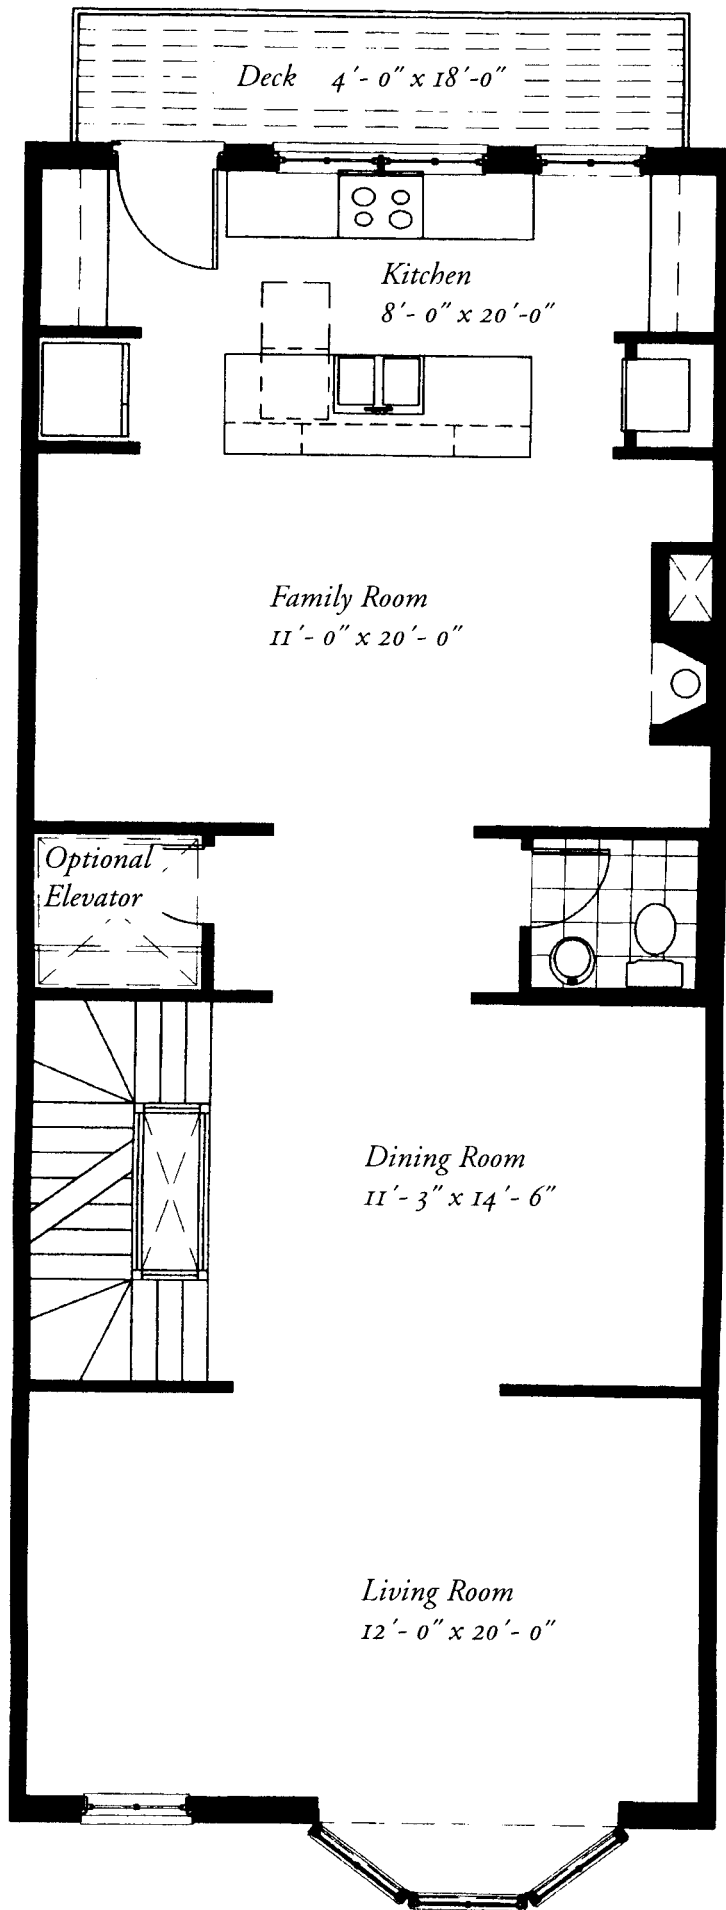 Deck 4'-0" x 18'-0"
Kitchen
8'-0" x 20'-0"
Family Room
11'-0" x 20'-0"
Optional
Elevator
Dining Room
11'-3" x 14'-6"
Living Room
12'-0" x 20'-0"